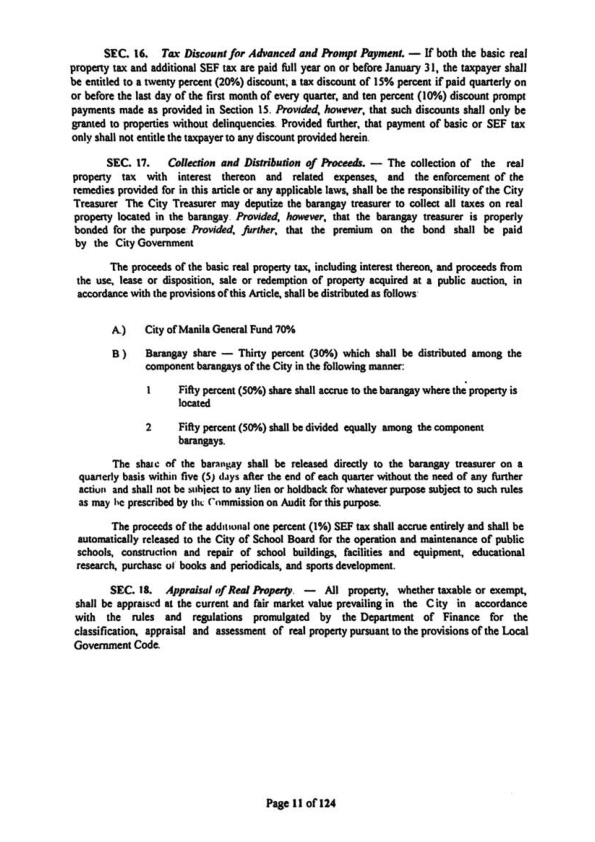 SEC. 16. Tax Discount for Advanced and Prompt Payment. — If both the basic real
property tax and additional SEF tax are paid full year on or before January 31, the taxpayer shall
be entitled to a twenty percent (20%) discount; a tax discount of 15% percent if paid quarterly on
or before the last day of the first month of every quarter, and ten percent (10%) discount prompt
payments made as provided in Section 15. Provided, however, that such discounts shall only be
granted to properties without delinquencies. Provided further, that payment of basic or SEF tax
only shall not entitle the taxpayer to any discount provided herein.
SEC. 17. Collection and Distribution of Proceeds. — The collection of the real
property tax with interest thereon and related expenses, and the enforcement of the
remedies provided for in this article or any applicable laws, shall be the responsibility of the City
Treasurer The City Treasurer may deputize the barangay treasurer to collect all taxes on real
property located in the barangay. Provided, however, that the barangay treasurer is properly
bonded for the purpose Provided, further, that the premium on the bond shall be paid
by the City Government
The proceeds of the basic real property tax, including interest thereon, and proceeds from
the use, lease or disposition, sale or redemption of property acquired at a public auction, in
accordance with the provisions of this Article, shall be distributed as follows:
A.) City of Manila General Fund 70%
B ) Barangay share — Thirty percent (30%) which shall be distributed among the
component barangays of the City in the following manner:
1 Fifty percent (50%) share shall accrue to the barangay where the property is
located
2 Fifty percent (50%) shall be divided equally among the component
barangays.
The share of the barangay shall be released directly to the barangay treasurer on a
quarterly basis within five (5) days after the end of each quarter without the need of any further
action and shall not be subject to any lien or holdback for whatever purpose subject to such rules
as may be prescribed by the Commission on Audit for this purpose.
The proceeds of the additional one percent (1%) SEF tax shall accrue entirely and shall be
automatically released to the City of School Board for the operation and maintenance of public
schools, construction and repair of school buildings, facilities and equipment, educational
research, purchase of books and periodicals, and sports development.
SEC. 18. Appraisal of Real Property. — All property, whether taxable or exempt,
shall be appraised at the current and fair market value prevailing in the City in accordance
with the rules and regulations promulgated by the Department of Finance for the
classification, appraisal and assessment of real property pursuant to the provisions of the Local
Government Code.
Page 11 of 124